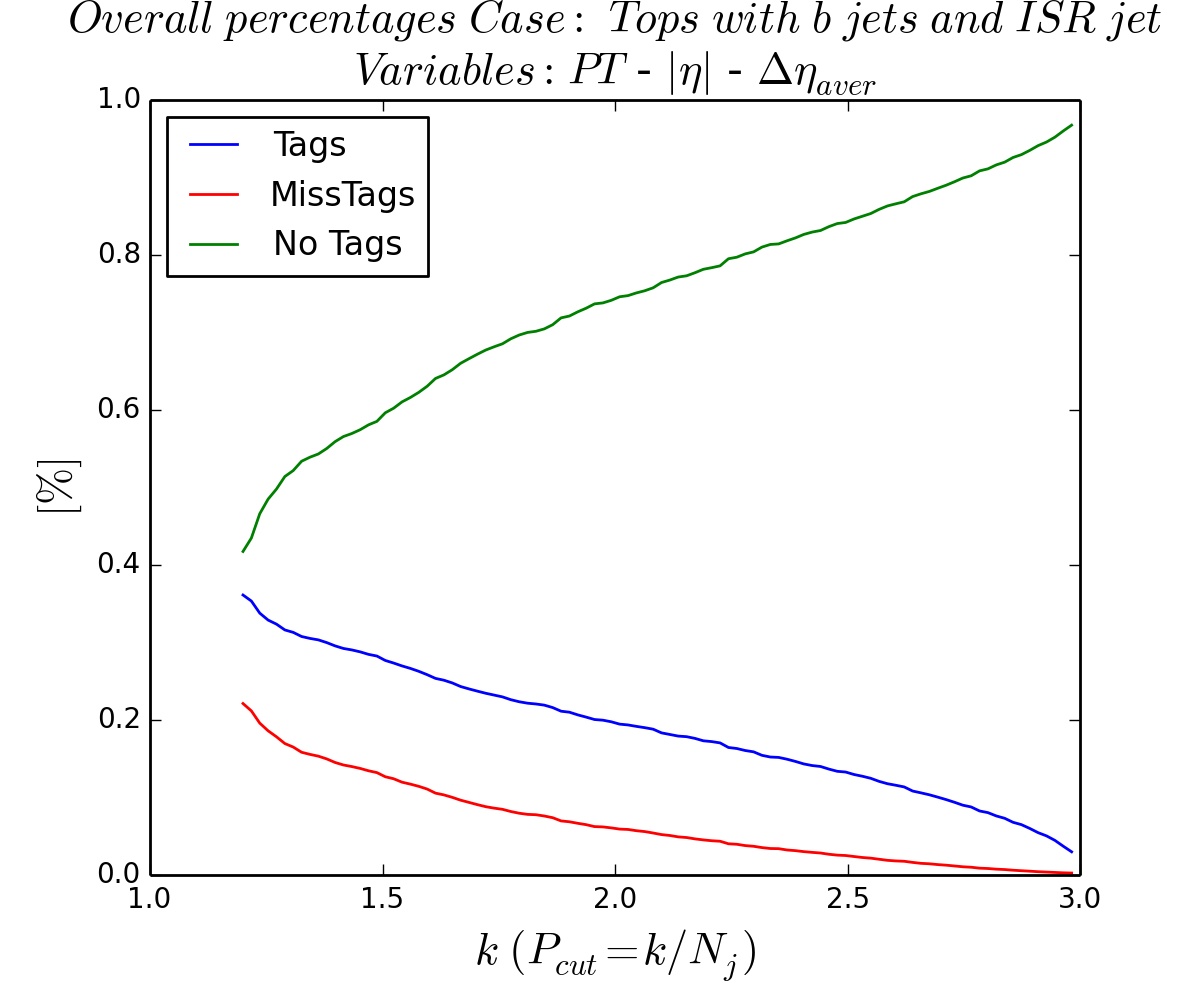 Overall percentages Case: Tops with b jets and ISR jet
Variables: PT - |η| - Δη_aver
1.0
Tags
MissTags
No Tags
0.8
0.6
[%]
0.4
0.2
0.0
1.0 1.5 2.0 2.5 3.0
k (P_cut = k/N_j)